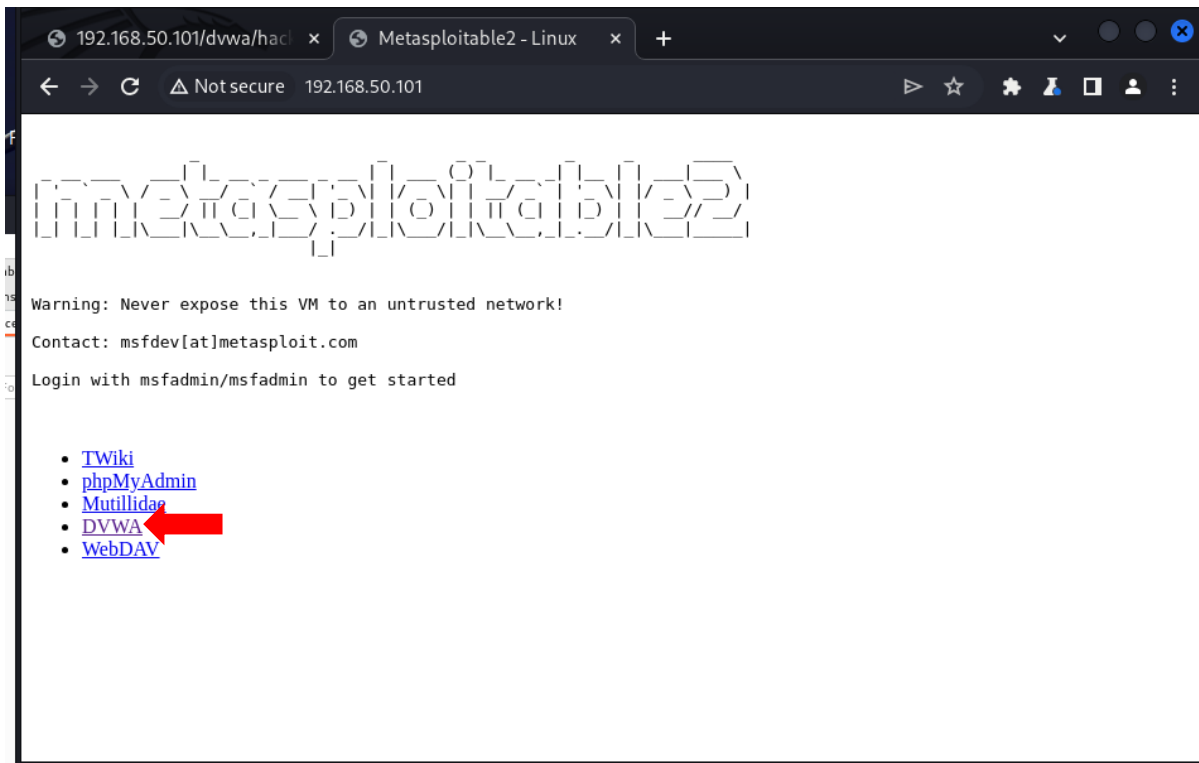 192.168.50.101/dvwa/hac
Metasploitable2 - Linux
Not secure 192.168.50.101
metasploitable2
Warning: Never expose this VM to an untrusted network!
Contact: msfdev[at]metasploit.com
Login with msfadmin/msfadmin to get started
TWiki
phpMyAdmin
Mutillidae
DVWA
WebDAV